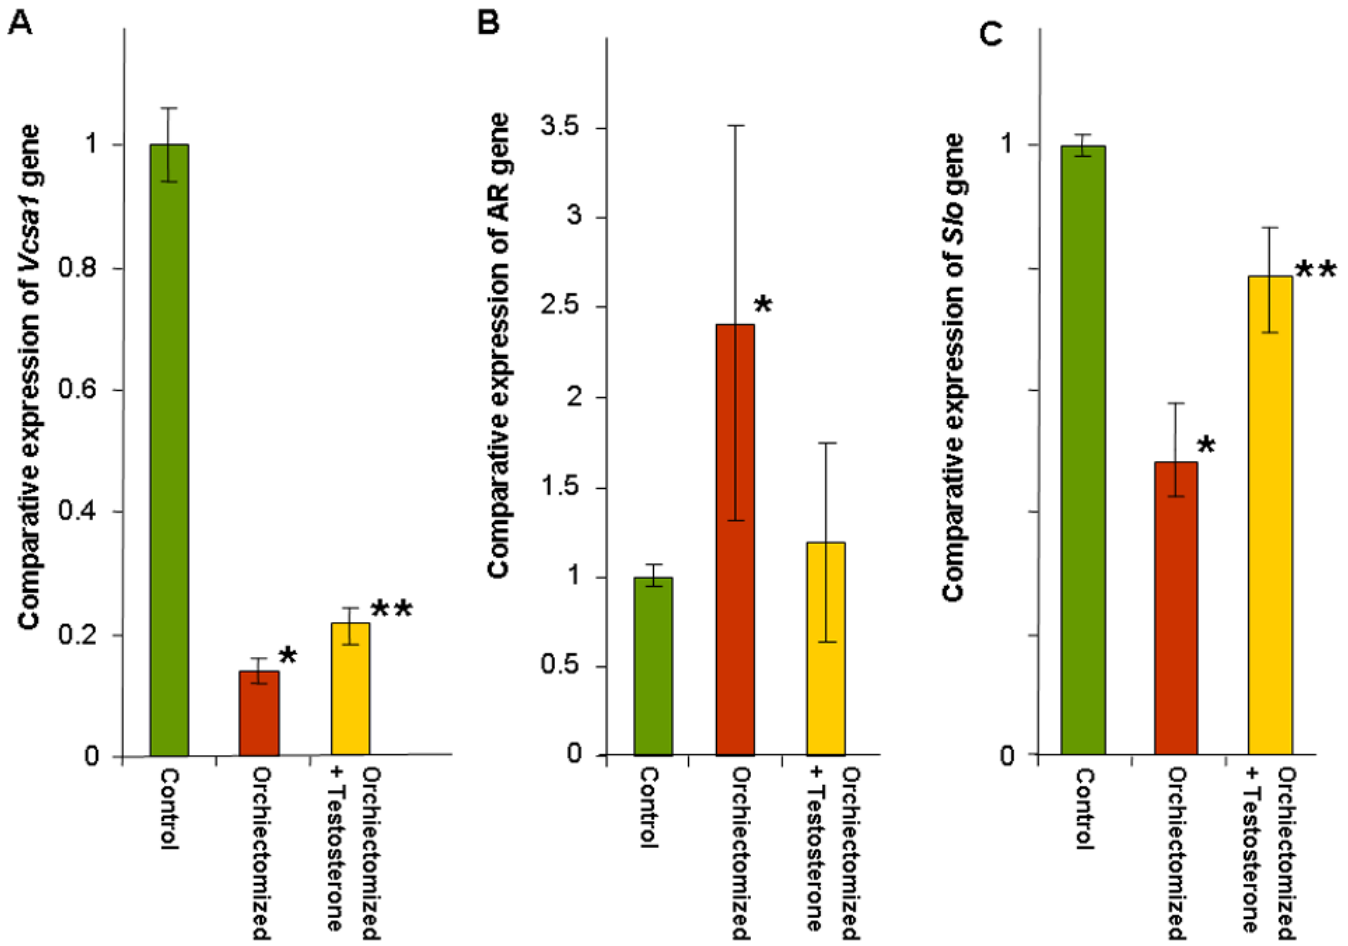 A
Comparative expression of Vcsa1 gene
1
0.8
0.6
0.4
0.2
0
*
**
Control
Orchiectomized
Orchiectomized
+ Testosterone
B
Comparative expression of AR gene
3.5
3
2.5
2
1.5
1
0.5
0
*
Control
Orchiectomized
Orchiectomized
+ Testosterone
C
Comparative expression of Slo gene
1
0
*
**
Control
Orchiectomized
Orchiectomized
+ Testosterone